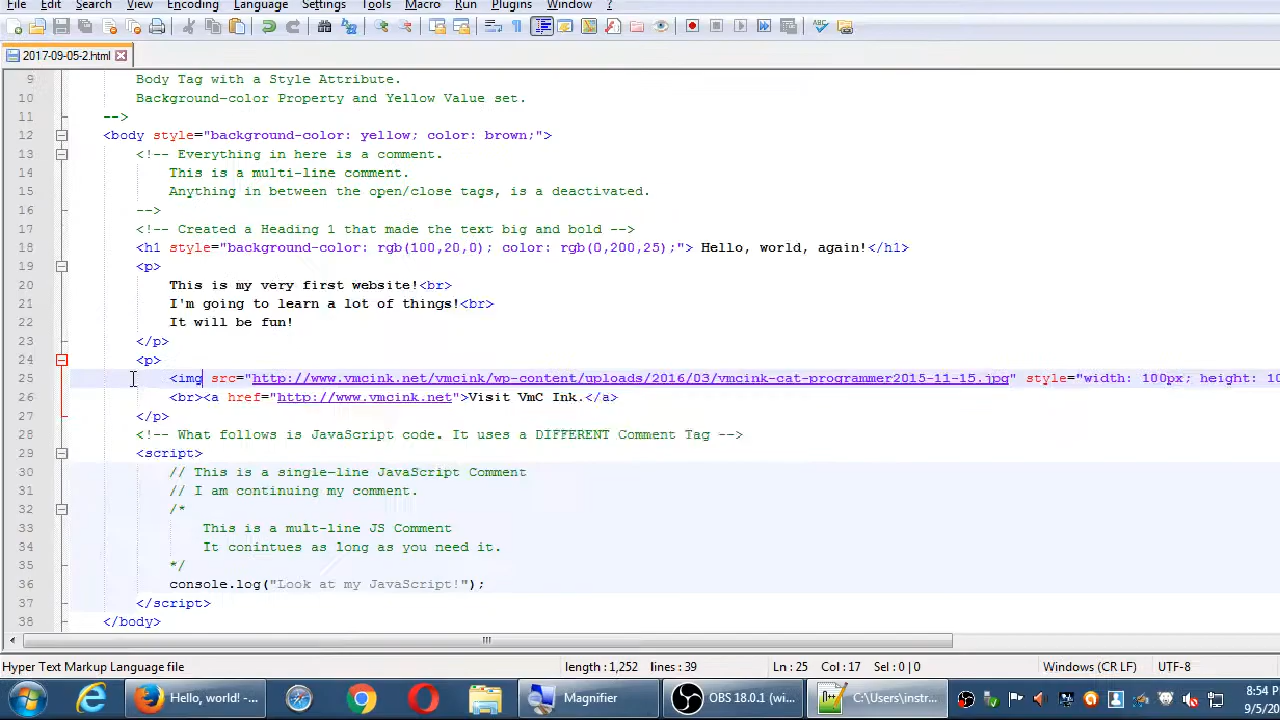 File Edit Search View Encoding Language Settings Tools Macro Run Plugins Window ?
2017-09-05-2.html
9 Body Tag with a Style Attribute.
10 Background-color Property and Yellow Value set.
11 -->
12 <body style="background-color: yellow; color: brown;">
13 <!-- Everything in here is a comment.
14 This is a multi-line comment.
15 Anything in between the open/close tags, is a deactivated.
16 -->
17 <!-- Created a Heading 1 that made the text big and bold -->
18 <h1 style="background-color: rgb(100,20,0); color: rgb(0,200,25);"> Hello, world, again!</h1>
19 <p>
20 This is my very first website!<br>
21 I'm going to learn a lot of things!<br>
22 It will be fun!
23 </p>
24 <p>
25 <img src="http://www.vmcink.net/vmcink/wp-content/uploads/2016/03/vmcink-cat-programmer2015-11-15.jpg" style="width: 100px; height: 10
26 <br><a href="http://www.vmcink.net">Visit VmC Ink.</a>
27 </p>
28 <!-- What follows is JavaScript code. It uses a DIFFERENT Comment Tag -->
29 <script>
30 // This is a single-line JavaScript Comment
31 // I am continuing my comment.
32 /*
33 This is a mult-line JS Comment
34 It conintues as long as you need it.
35 */
36 console.log("Look at my JavaScript!");
37 </script>
38 </body>
Hyper Text Markup Language file length : 1,252 lines : 39 Ln : 25 Col : 17 Sel : 0 | 0 Windows (CR LF) UTF-8
Hello, world! -... Magnifier OBS 18.0.1 (wi... C:\Users\instr... 8:54 P
9/5/20